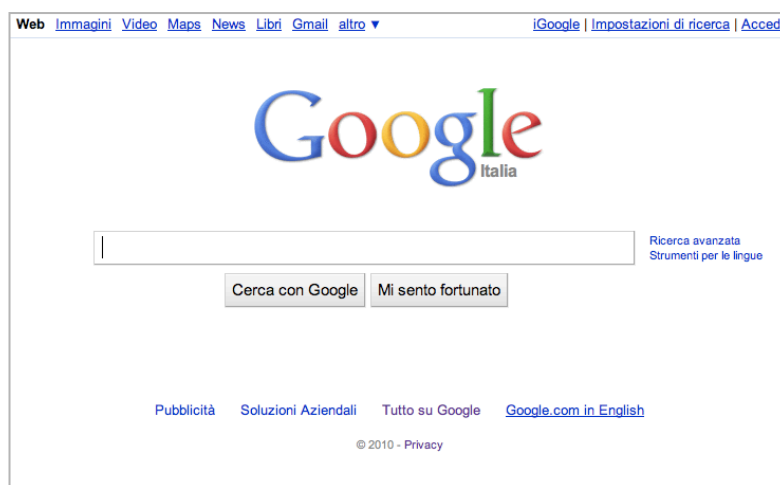 Web Immagini Video Maps News Libri Gmail altro ▼ iGoogle | Impostazioni di ricerca | Acced
Google
Italia
Ricerca avanzata
Strumenti per le lingue
Cerca con Google Mi sento fortunato
Pubblicità Soluzioni Aziendali Tutto su Google Google.com in English
© 2010 - Privacy